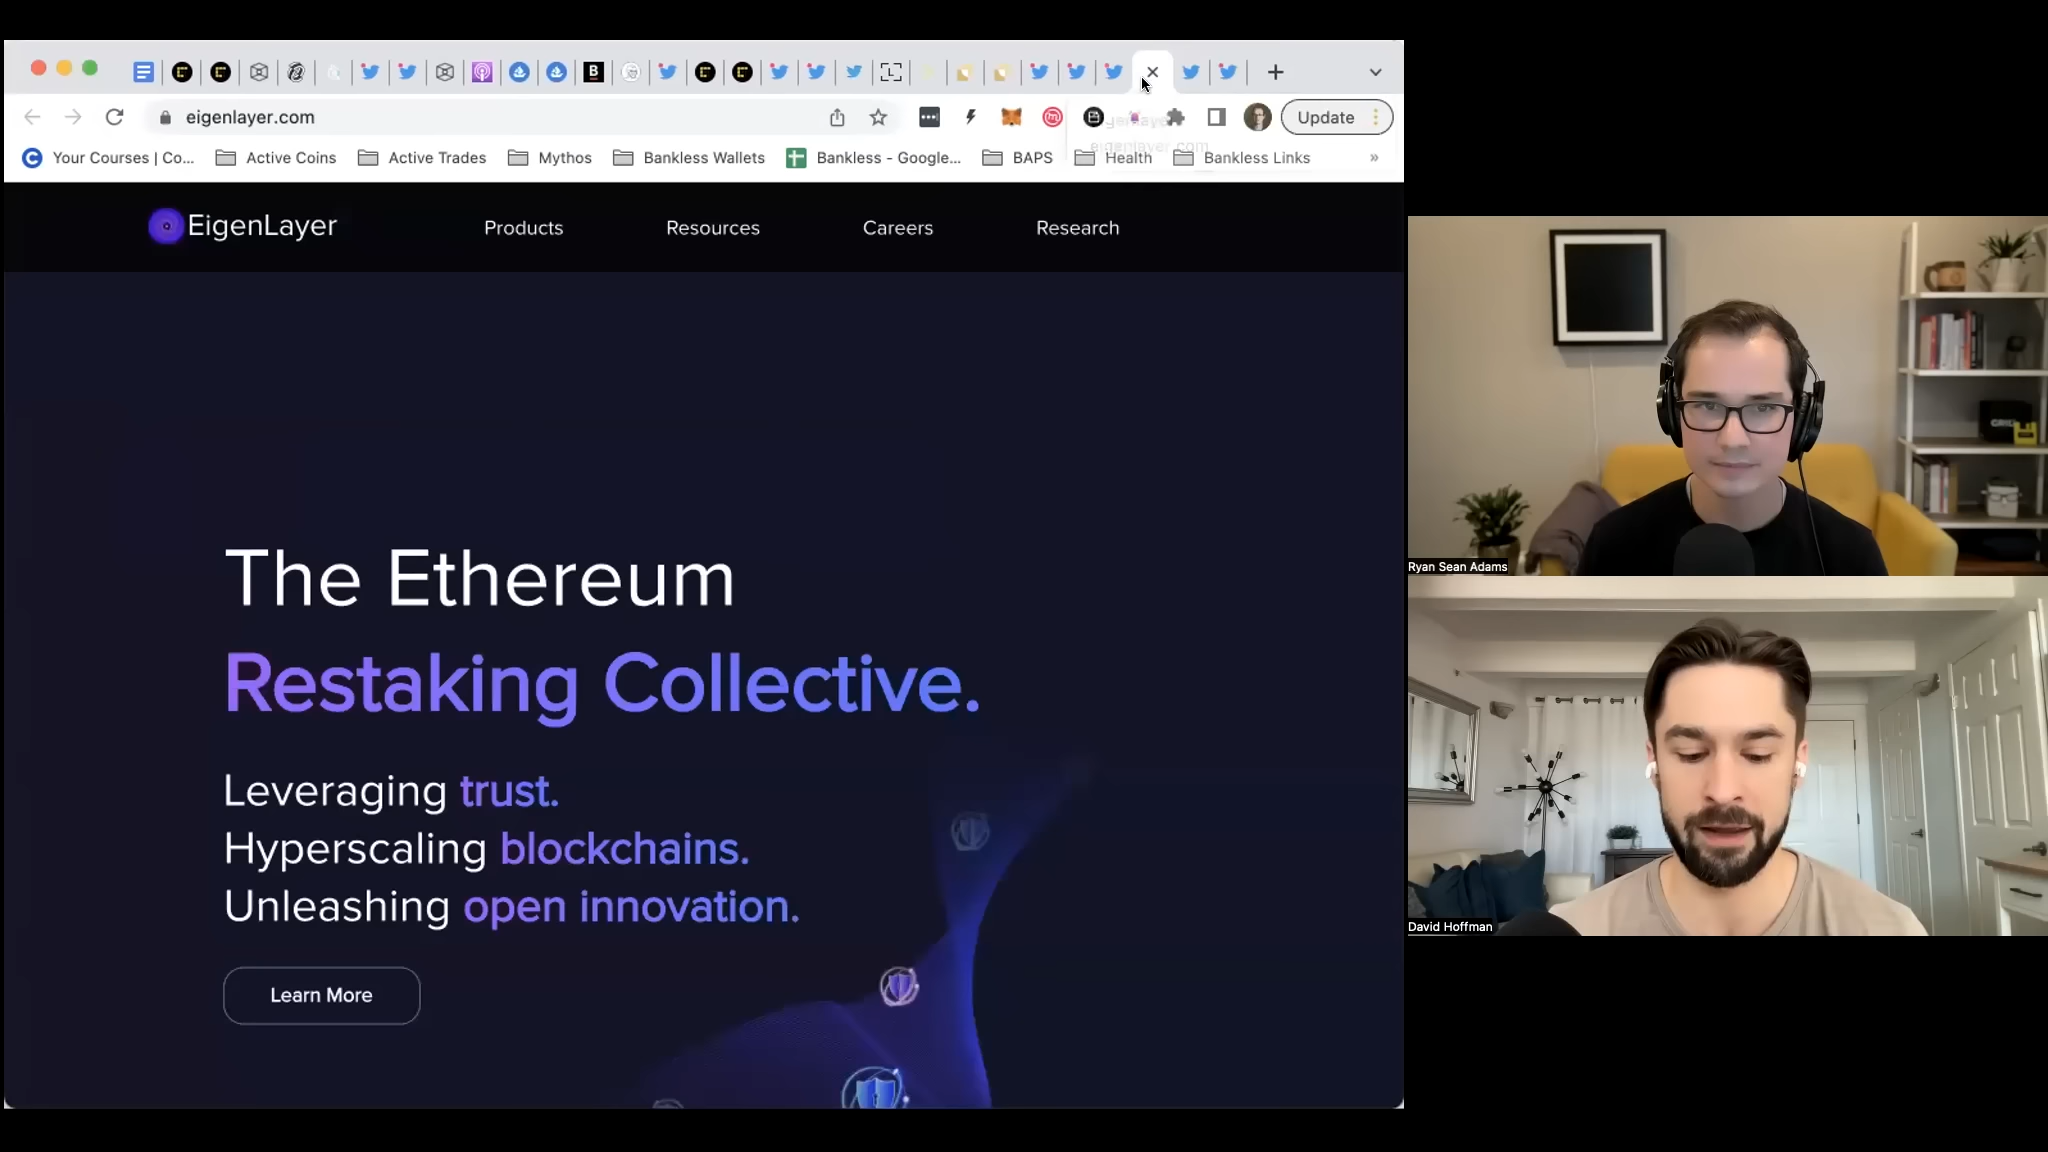 eigenlayer.com
Update
Your Courses | Co...
Active Coins
Active Trades
Mythos
Bankless Wallets
Bankless - Google...
BAPS
Health
Bankless Links
»
EigenLayer
Products
Resources
Careers
Research
The Ethereum
Restaking Collective.
Leveraging trust.
Hyperscaling blockchains.
Unleashing open innovation.
Learn More
Ryan Sean Adams
David Hoffman